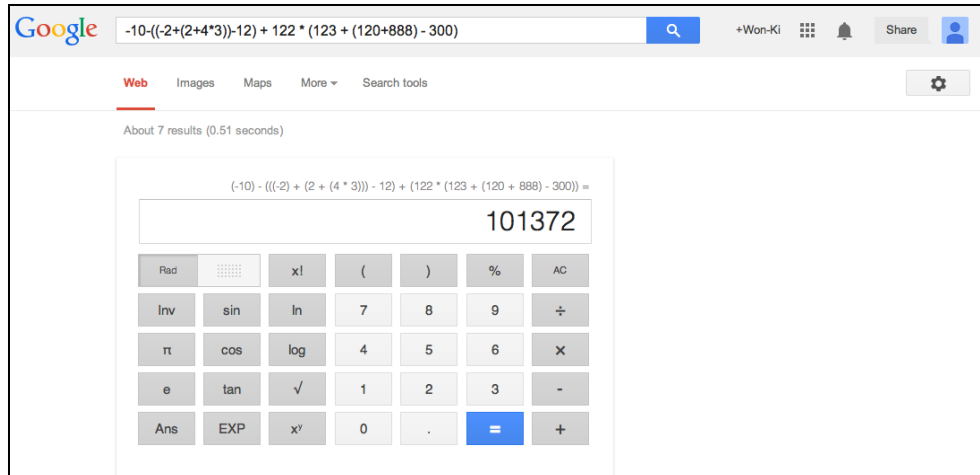 Google -10-((-2+(2+4*3))-12) + 122 * (123 + (120+888) - 300) +Won-Ki Share
Web Images Maps More Search tools
About 7 results (0.51 seconds)
(-10) - (((-2) + (2 + (4 * 3))) - 12) + (122 * (123 + (120 + 888) - 300)) =
101372
Rad x! ( ) % AC
Inv sin ln 7 8 9 ÷
π cos log 4 5 6 ×
e tan √ 1 2 3 -
Ans EXP xʸ 0 . = +